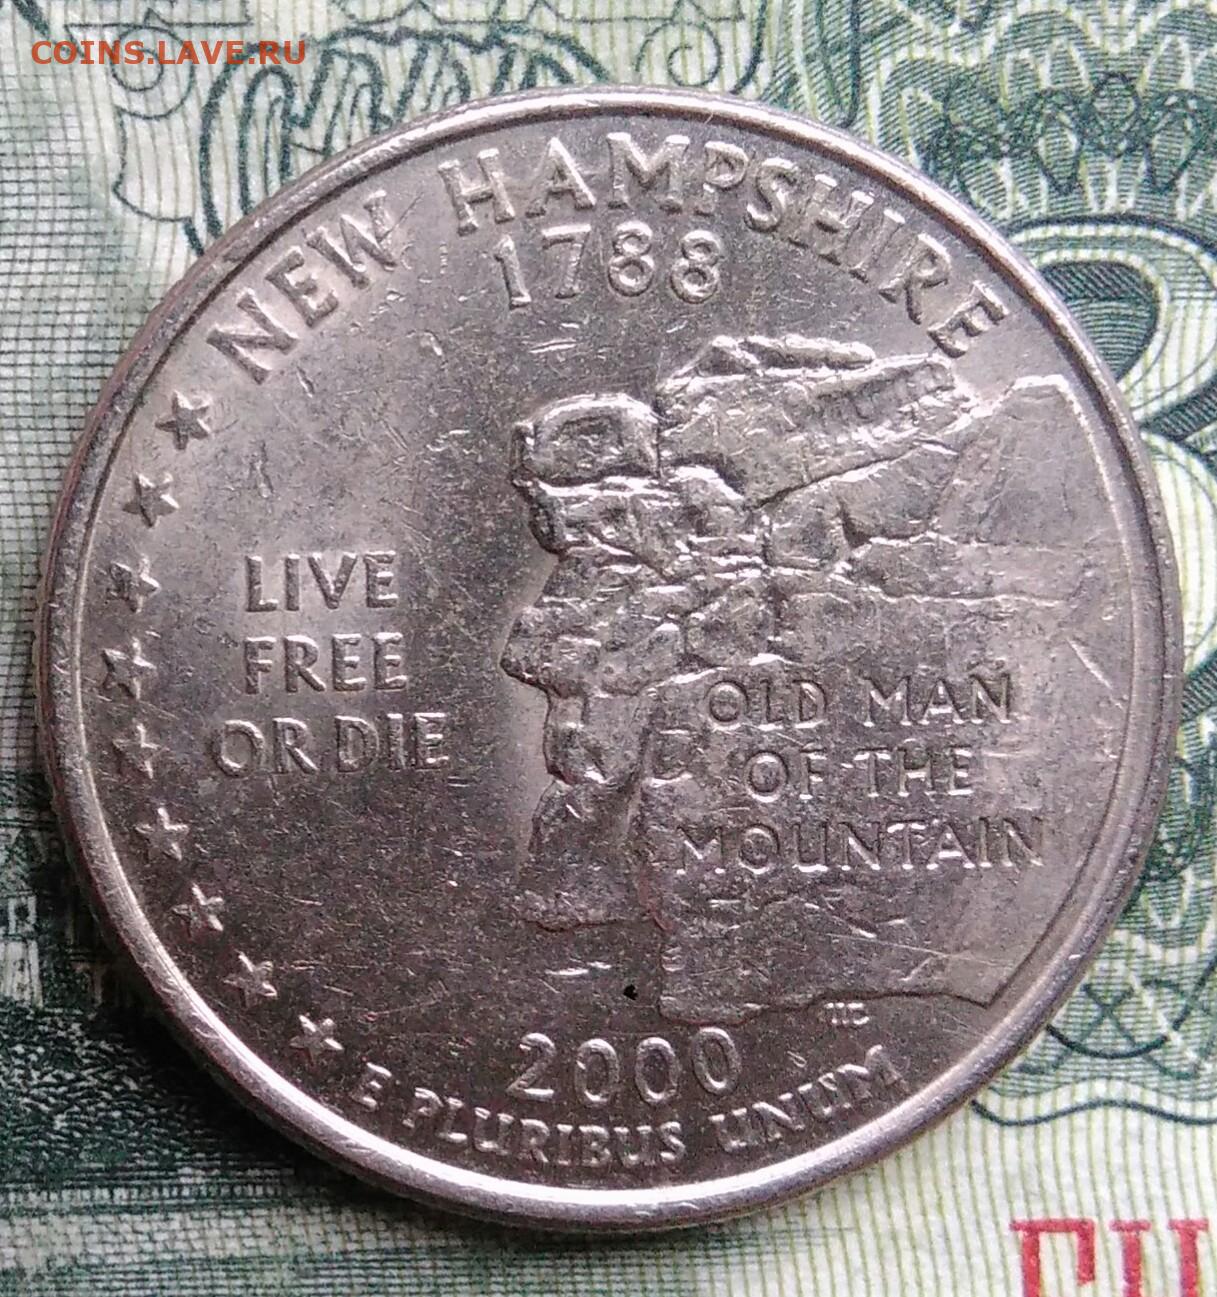 COINS.LAVE.RU
NEW HAMPSHIRE
1788
LIVE
FREE
OR DIE
OLD MAN
OF THE
MOUNTAIN
2000
E PLURIBUS UNUM